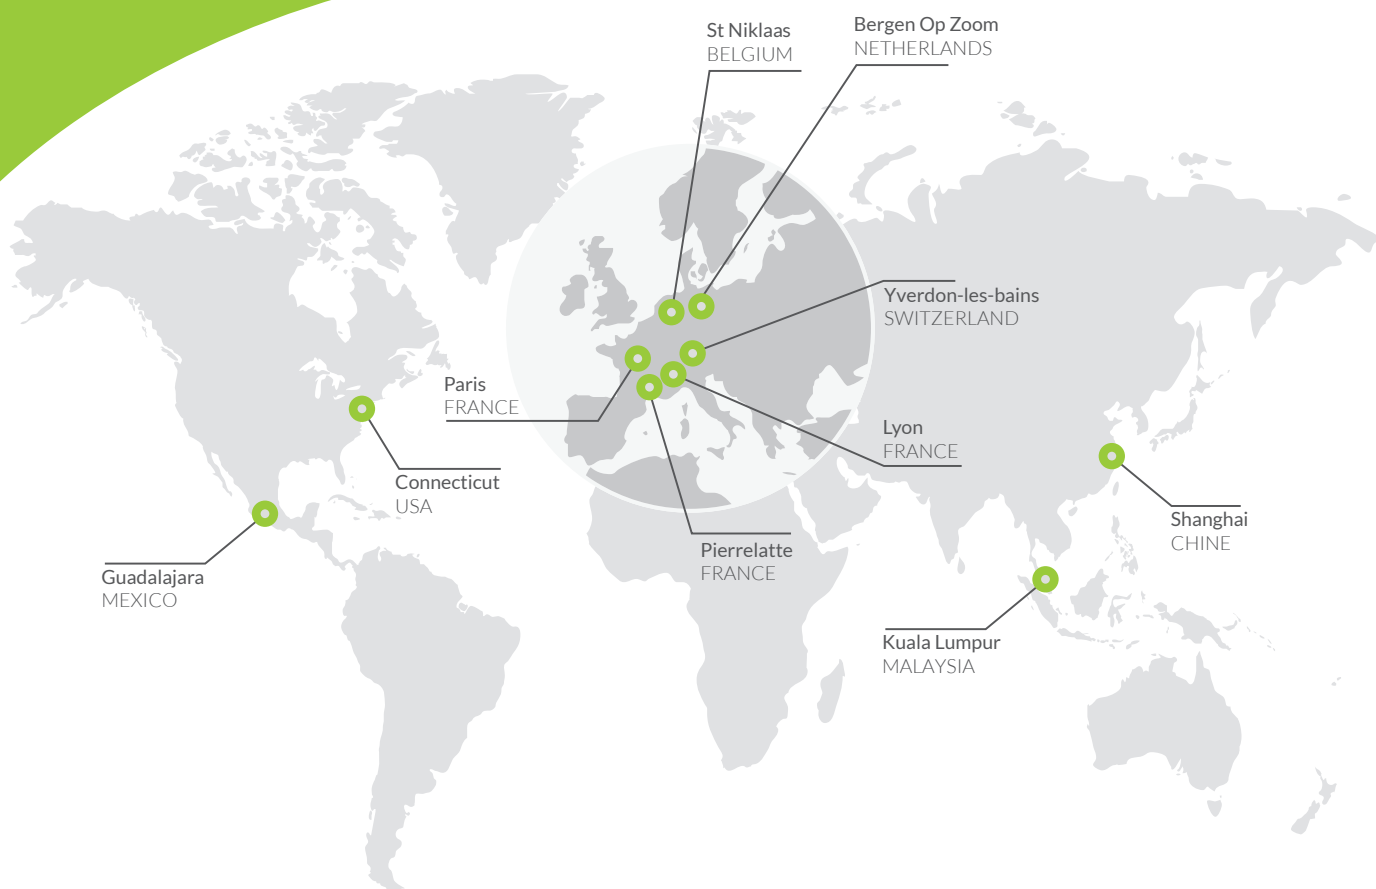 St Niklaas
BELGIUM
Bergen Op Zoom
NETHERLANDS
Yverdon-les-bains
SWITZERLAND
Paris
FRANCE
Lyon
FRANCE
Connecticut
USA
Shanghai
CHINE
Pierrelatte
FRANCE
Guadalajara
MEXICO
Kuala Lumpur
MALAYSIA